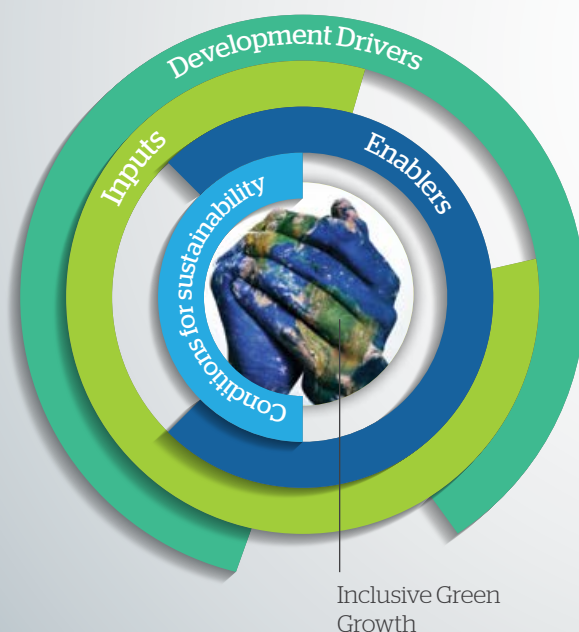 Development Drivers
Inputs
Enablers
Conditions for sustainability
Inclusive Green
Growth